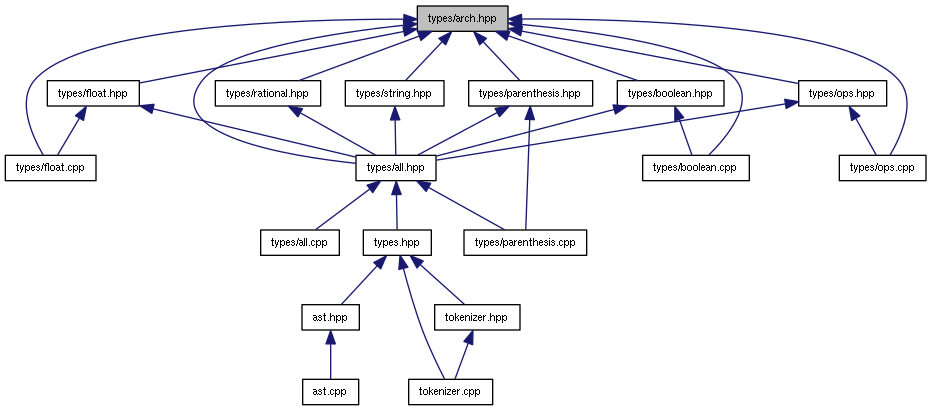 types/arch.hpp
types/float.hpp
types/rational.hpp
types/string.hpp
types/parenthesis.hpp
types/boolean.hpp
types/ops.hpp
types/float.cpp
types/all.hpp
types/boolean.cpp
types/ops.cpp
types/all.cpp
types.hpp
types/parenthesis.cpp
ast.hpp
tokenizer.hpp
ast.cpp
tokenizer.cpp